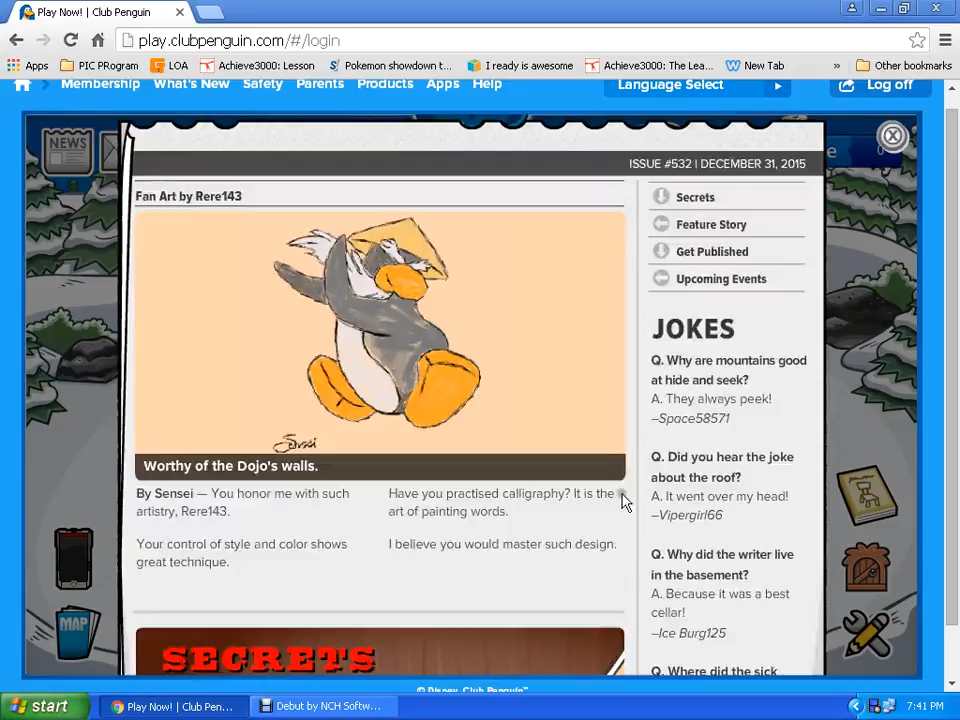 Play Now! | Club Penguin
play.clubpenguin.com/#/login
Apps
PIC PRogram
LOA
Achieve3000: Lesson
Pokemon showdown t...
I ready is awesome
Achieve3000: The Lea...
New Tab
»
Other bookmarks
Membership
What's New
Safety
Parents
Products
Apps
Help
Language Select
Log off
NEWS
ISSUE #532 | DECEMBER 31, 2015
Fan Art by Rere143
Sensei
Worthy of the Dojo's walls.
By Sensei — You honor me with such
artistry, Rere143.
Your control of style and color shows
great technique.
Have you practised calligraphy? It is the
art of painting words.
I believe you would master such design.
SECRETS
Secrets
Feature Story
Get Published
Upcoming Events
JOKES
Q. Why are mountains good
at hide and seek?
A. They always peek!
–Space58571
Q. Did you hear the joke
about the roof?
A. It went over my head!
–Vipergirl66
Q. Why did the writer live
in the basement?
A. Because it was a best
cellar!
–Ice Burg125
Q. Where did the sick
MAP
© Disney. Club Penguin™
start
Play Now! | Club Pen...
Debut by NCH Softw...
7:41 PM